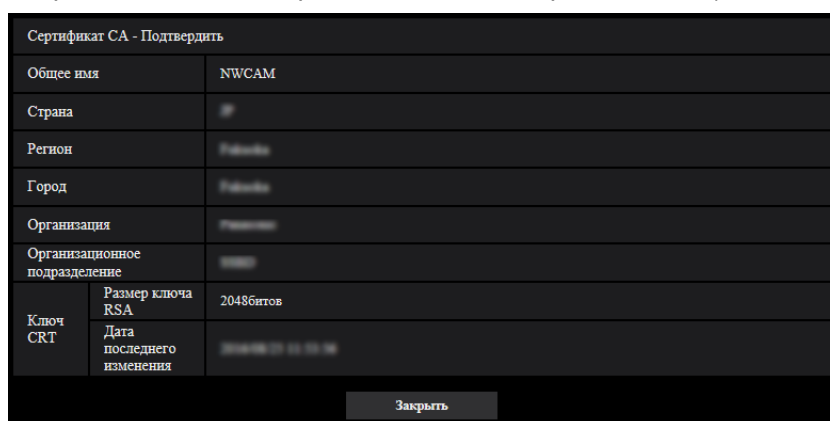 Сертификат CA - Подтвердить
Общее имя NWCAM
Страна
Регион
Город
Организация
Организационное
подразделение
Ключ
CRT
Размер ключа
RSA
2048битов
Дата
последнего
изменения
Закрыть